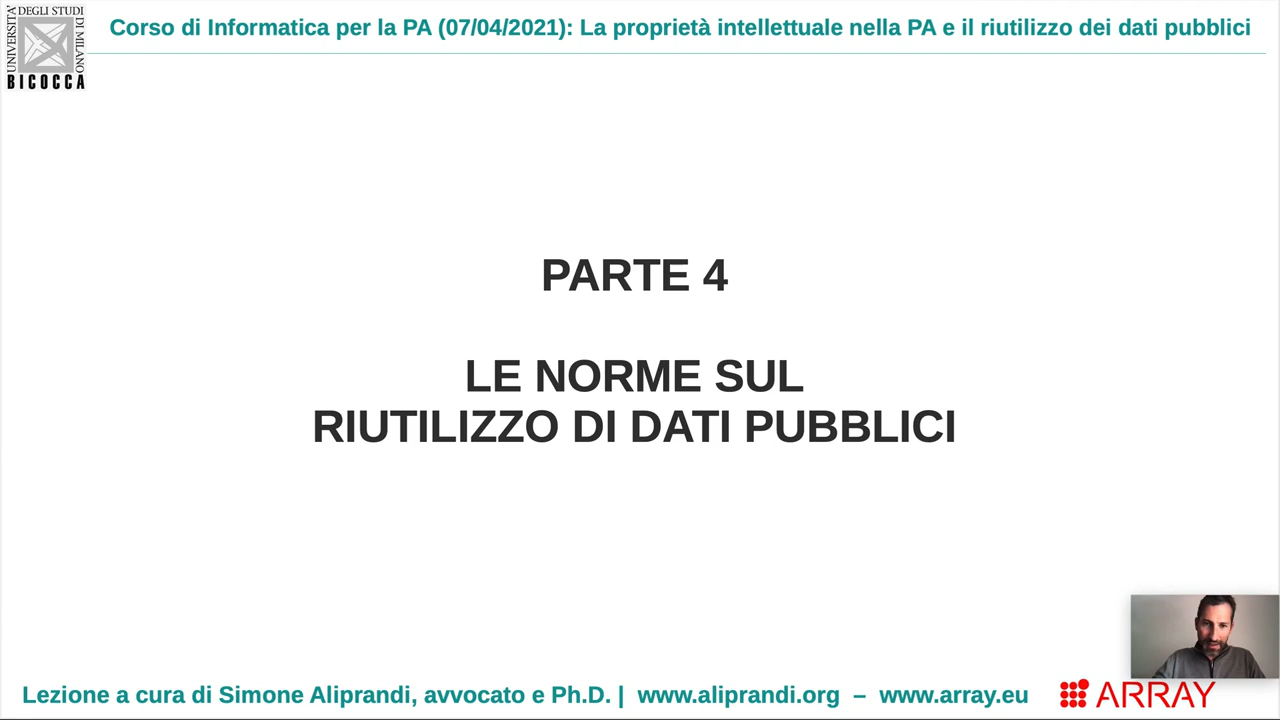 UNIVERSITA'
DEGLI STUDI
DI MILANO
BICOCCA
Corso di Informatica per la PA (07/04/2021): La proprietà intellettuale nella PA e il riutilizzo dei dati pubblici
PARTE 4
LE NORME SUL
RIUTILIZZO DI DATI PUBBLICI
Lezione a cura di Simone Aliprandi, avvocato e Ph.D. | www.aliprandi.org – www.array.eu
ARRAY